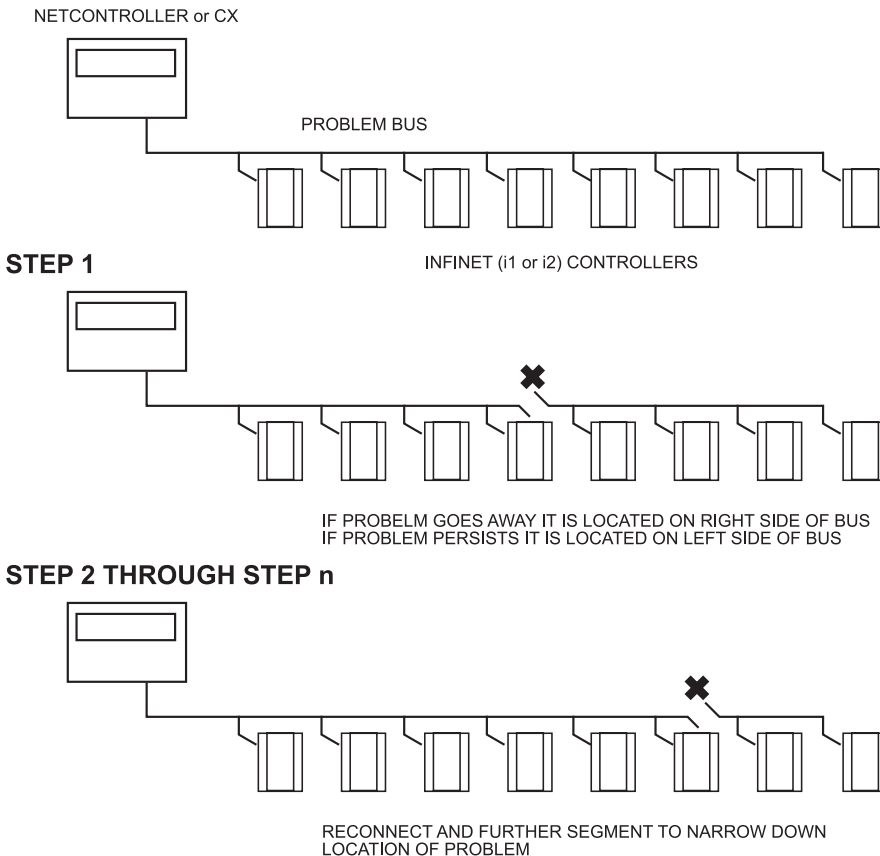 NETCONTROLLER or CX
PROBLEM BUS
INFINET (i1 or i2) CONTROLLERS
STEP 1
IF PROBELM GOES AWAY IT IS LOCATED ON RIGHT SIDE OF BUS
IF PROBLEM PERSISTS IT IS LOCATED ON LEFT SIDE OF BUS
STEP 2 THROUGH STEP n
RECONNECT AND FURTHER SEGMENT TO NARROW DOWN
LOCATION OF PROBLEM